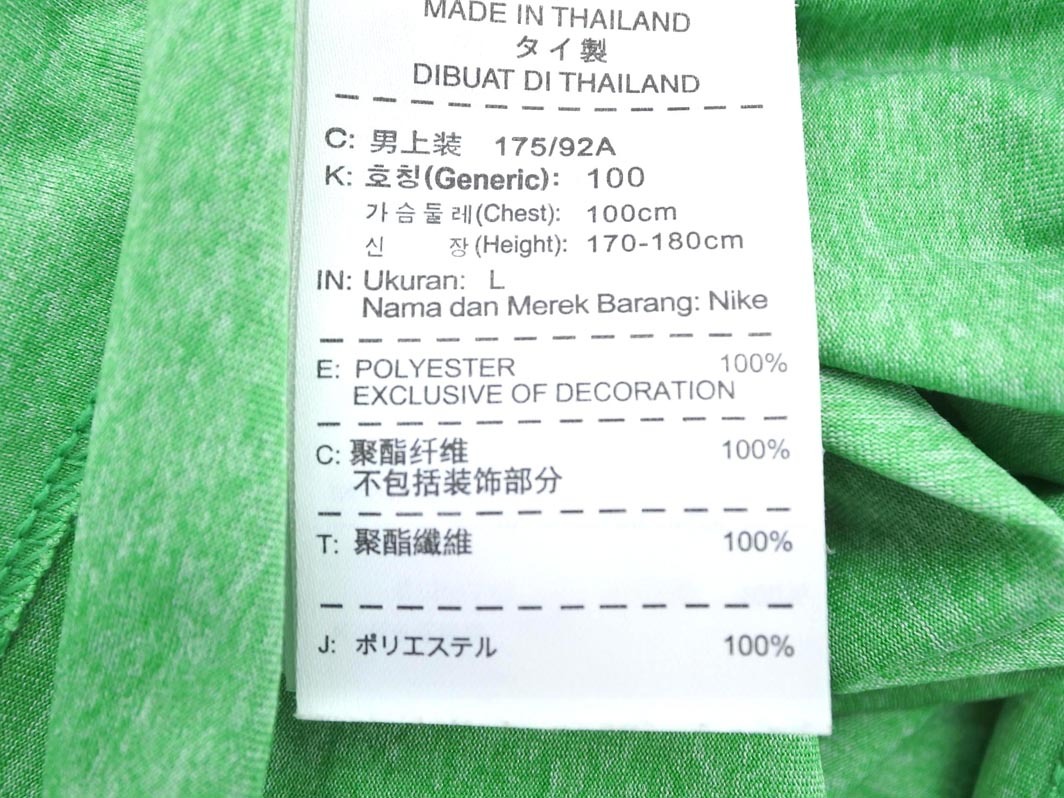 MADE IN THAILAND
タイ製
DIBUAT DI THAILAND
C: 男上装 175/92A
K: 호칭(Generic): 100
가슴둘레(Chest): 100cm
신 장(Height): 170-180cm
IN: Ukuran: L
Nama dan Merek Barang: Nike
E: POLYESTER 100%
EXCLUSIVE OF DECORATION
C: 聚酯纤维 100%
不包括装饰部分
T: 聚酯纖維 100%
J: ポリエステル 100%